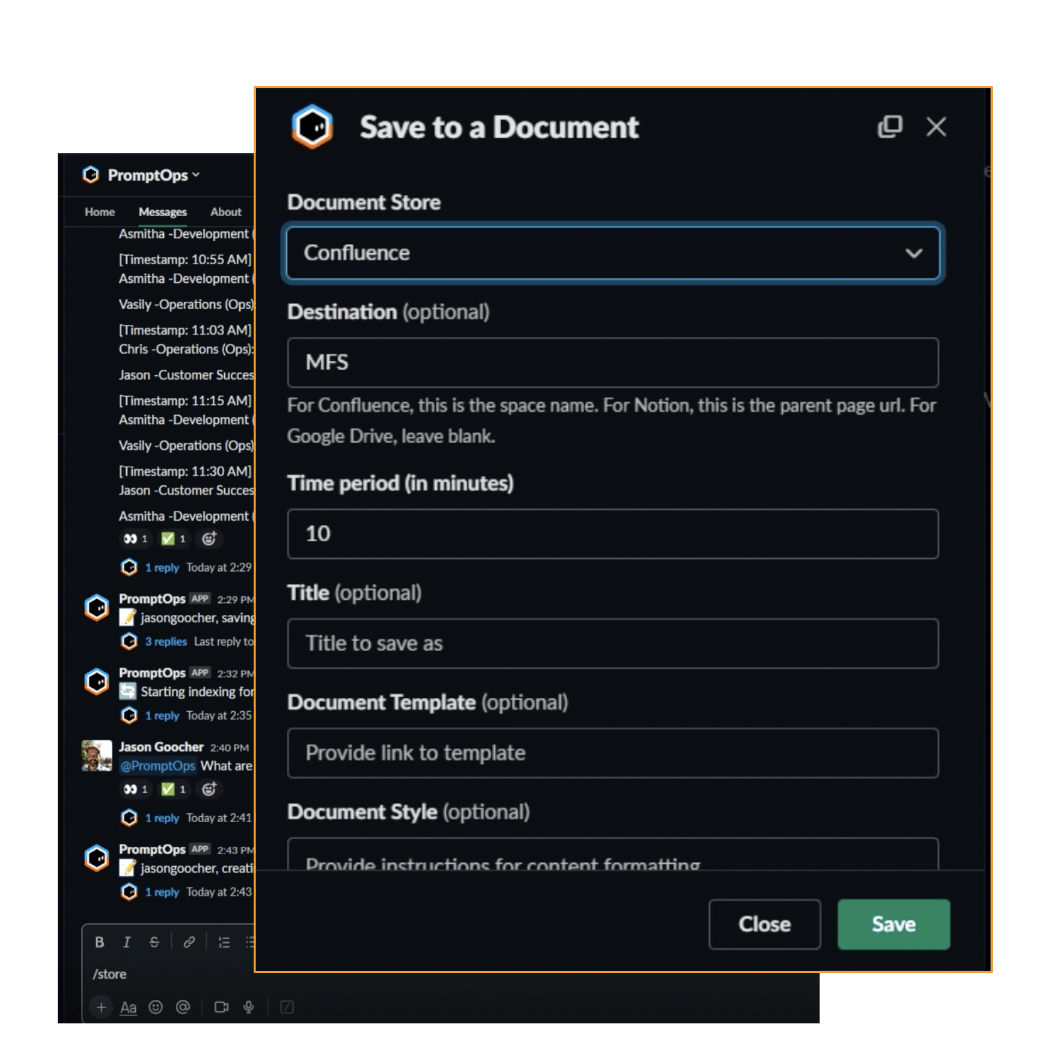 PromptOps
Home Messages About
Asmitha -Development (
[Timestamp: 10:55 AM]
Asmitha -Development (
Vasily -Operations (Ops)
[Timestamp: 11:03 AM]
Chris -Operations (Ops):
Jason -Customer Succes
[Timestamp: 11:15 AM]
Asmitha -Development (
Vasily -Operations (Ops)
[Timestamp: 11:30 AM]
Jason -Customer Succes
Asmitha -Development (
1 1
1 reply Today at 2:29
PromptOps APP 2:29 PM
jasongoocher, saving
3 replies Last reply to
PromptOps APP 2:32 PM
Starting indexing for
1 reply Today at 2:35
Jason Goocher 2:40 PM
@PromptOps What are
1 1
1 reply Today at 2:41
PromptOps APP 2:43 PM
jasongoocher, creati
1 reply Today at 2:43
B I S
/store
Aa
Save to a Document
Document Store
Confluence
Destination (optional)
MFS
For Confluence, this is the space name. For Notion, this is the parent page url. For
Google Drive, leave blank.
Time period (in minutes)
10
Title (optional)
Title to save as
Document Template (optional)
Provide link to template
Document Style (optional)
Provide instructions for content formatting
Close Save